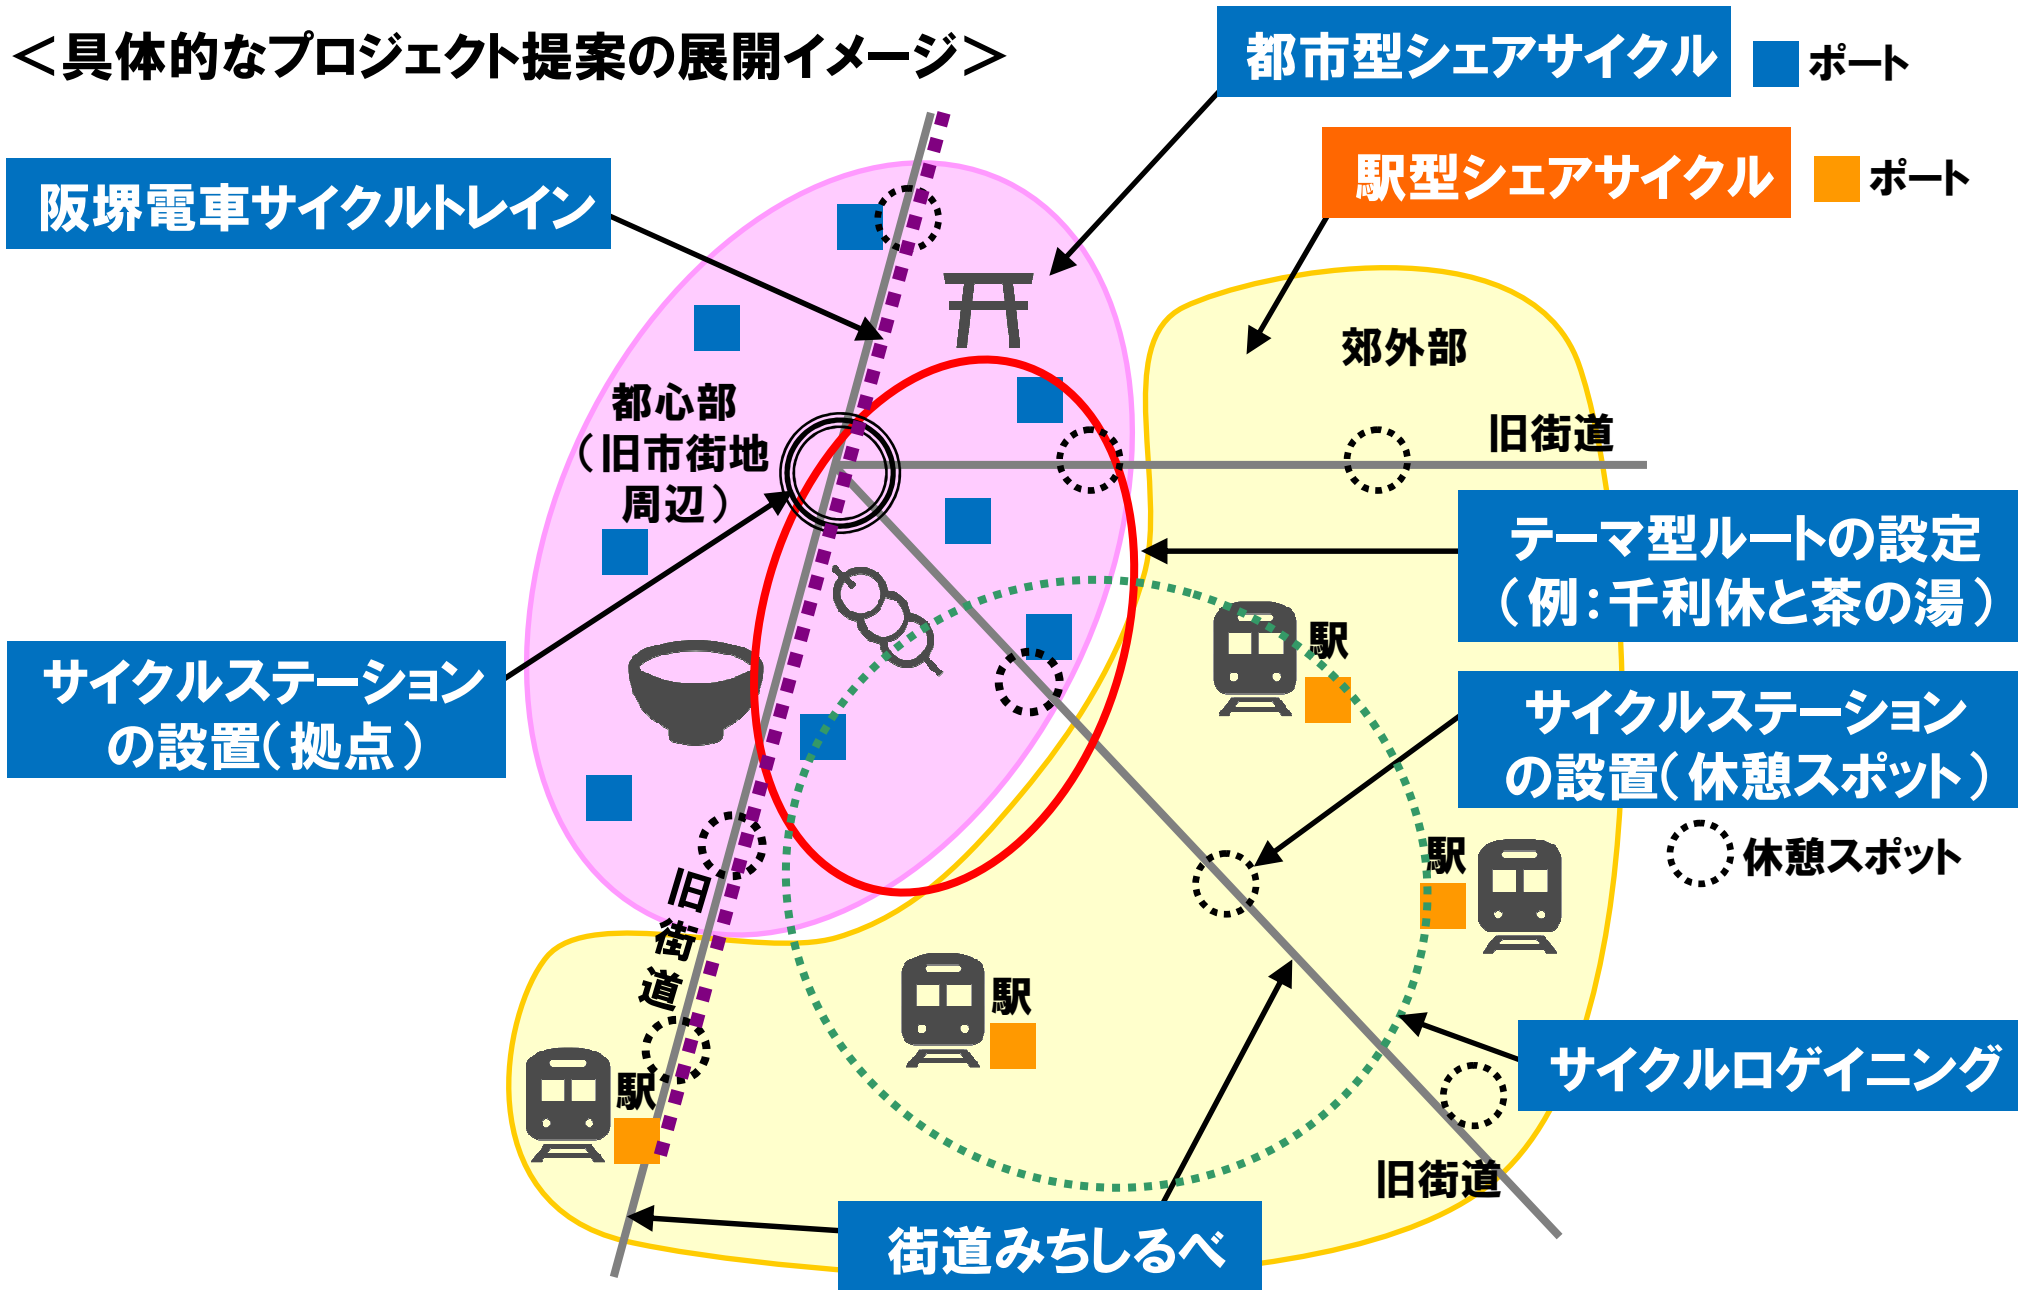 ＜具体的なプロジェクト提案の展開イメージ＞
都市型シェアサイクル
ポート
駅型シェアサイクル
ポート
阪堺電車サイクルトレイン
郊外部
都心部
（旧市街地
周辺）
旧街道
テーマ型ルートの設定
（例：千利休と茶の湯）
駅
サイクルステーション
の設置（拠点）
サイクルステーション
の設置（休憩スポット）
休憩スポット
駅
旧街道
駅
駅
サイクルロゲイニング
旧街道
街道みちしるべ